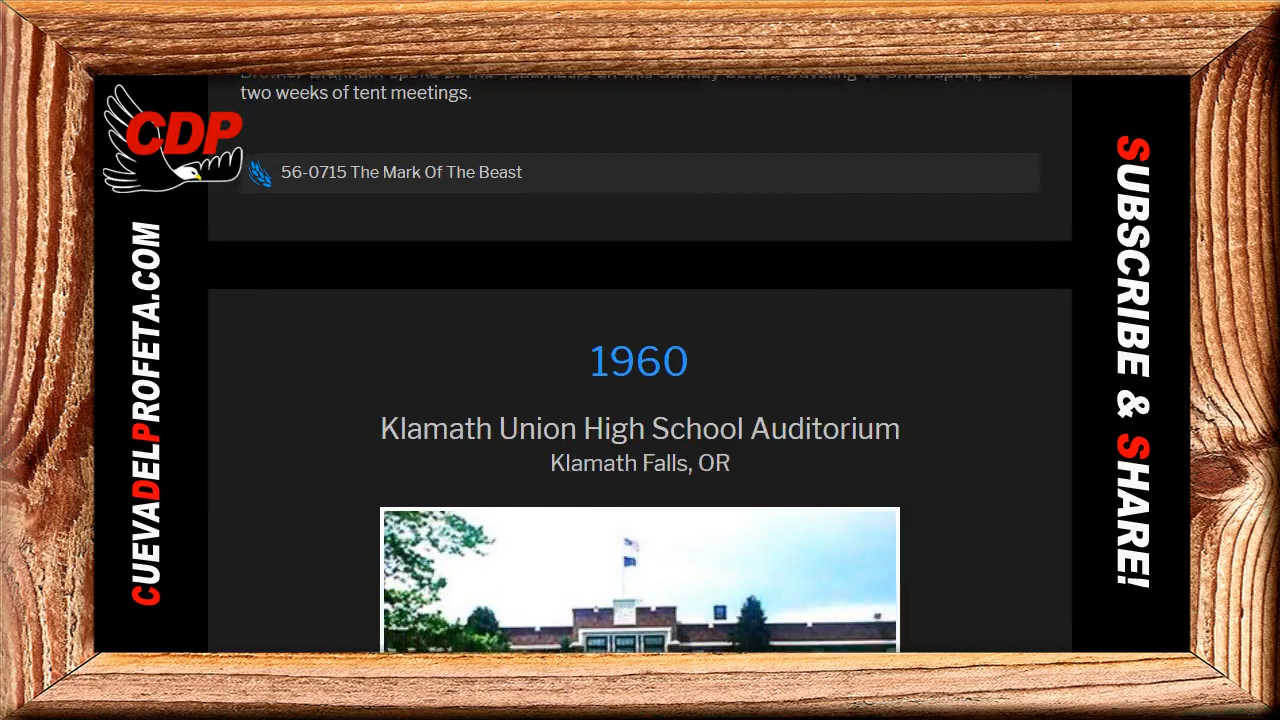 two weeks of tent meetings.
CDP
56-0715 The Mark Of The Beast
CUEVADELPROFETA.COM
SUBSCRIBE & SHARE!
1960
Klamath Union High School Auditorium
Klamath Falls, OR